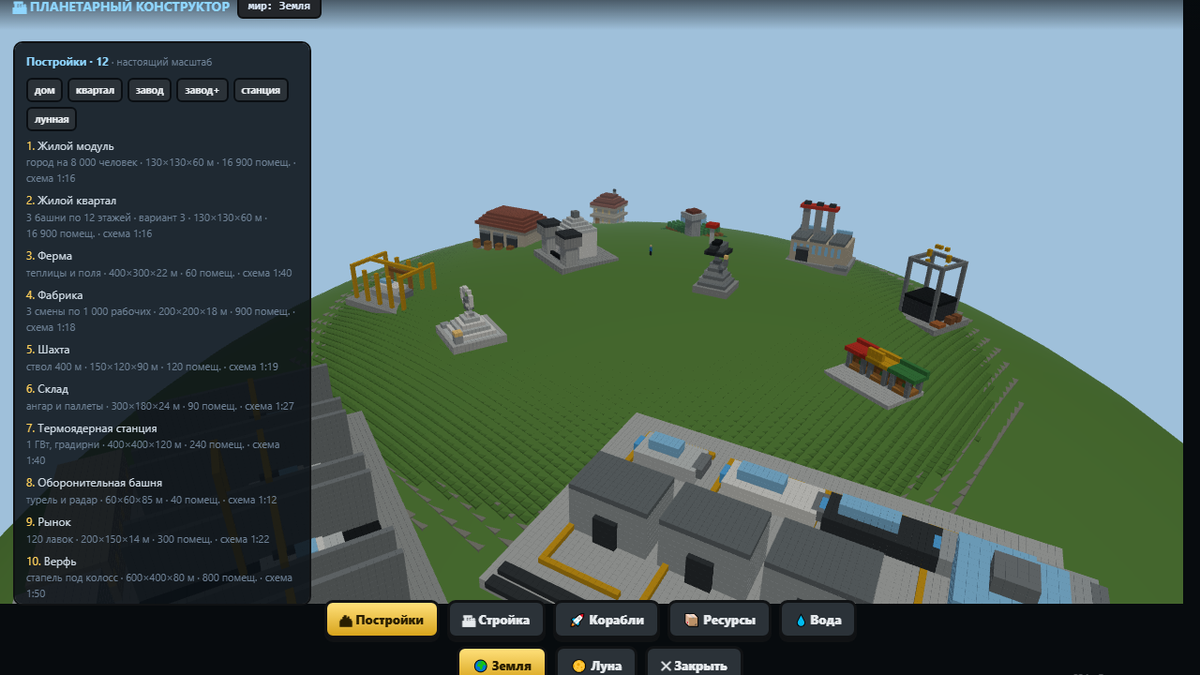 ПЛАНЕТАРНЫЙ КОНСТРУКТОР
мир: Земля
Постройки · 12 · настоящий масштаб
дом квартал завод завод+ станция
лунная
1. Жилой модуль
город на 8 000 человек · 130×130×60 м · 16 900 помещ. ·
схема 1:16
2. Жилой квартал
3 башни по 12 этажей · вариант 3 · 130×130×60 м ·
16 900 помещ. · схема 1:16
3. Ферма
теплицы и поля · 400×300×22 м · 60 помещ. · схема 1:40
4. Фабрика
3 смены по 1 000 рабочих · 200×200×18 м · 900 помещ. ·
схема 1:18
5. Шахта
ствол 400 м · 150×120×90 м · 120 помещ. · схема 1:19
6. Склад
ангар и паллеты · 300×180×24 м · 90 помещ. · схема 1:27
7. Термоядерная станция
1 ГВт, градирни · 400×400×120 м · 240 помещ. · схема
1:40
8. Оборонительная башня
турель и радар · 60×60×85 м · 40 помещ. · схема 1:12
9. Рынок
120 лавок · 200×150×14 м · 300 помещ. · схема 1:22
10. Верфь
стапель под колосс · 600×400×80 м · 800 помещ. · схема
1:50
Постройки Стройка Корабли Ресурсы Вода
Земля Луна ✕ Закрыть